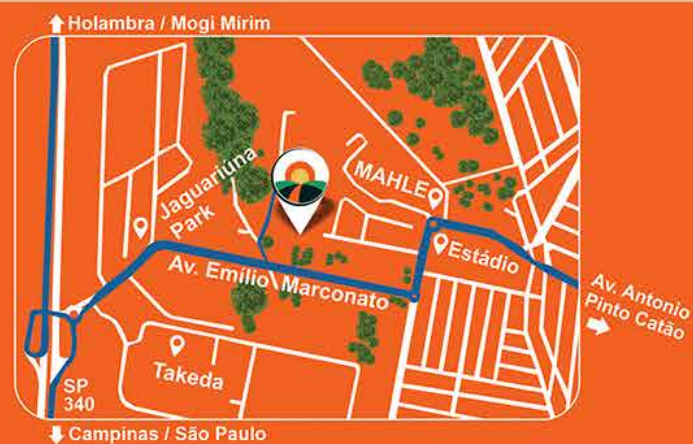 Holambra / Mogi Mirim
Jaguariúna
Park
MAHLE
Estádio
Av. Emílio Marconato
Av. Antonio
Pinto Catão
Takeda
SP
340
Campinas / São Paulo